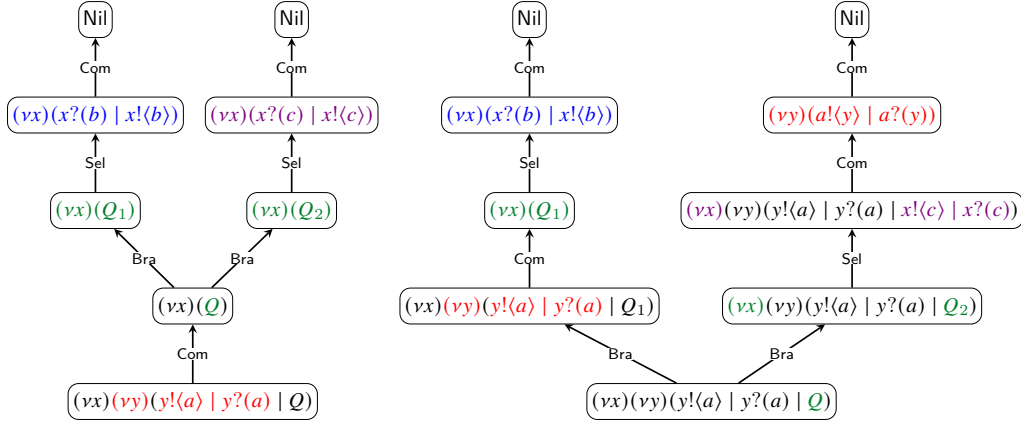 Nil Nil Nil Nil
Com Com Com Com
(νx)(x?(b) | x!⟨b⟩) (νx)(x?(c) | x!⟨c⟩) (νx)(x?(b) | x!⟨b⟩) (νy)(a!⟨y⟩ | a?(y))
Sel Sel Sel Com
(νx)(Q₁) (νx)(Q₂) (νx)(Q₁) (νx)(νy)(y!⟨a⟩ | y?(a) | x!⟨c⟩ | x?(c))
Bra Bra Com Sel
(νx)(Q) (νx)(νy)(y!⟨a⟩ | y?(a) | Q₁) (νx)(νy)(y!⟨a⟩ | y?(a) | Q₂)
Com Bra Bra
(νx)(νy)(y!⟨a⟩ | y?(a) | Q) (νx)(νy)(y!⟨a⟩ | y?(a) | Q)